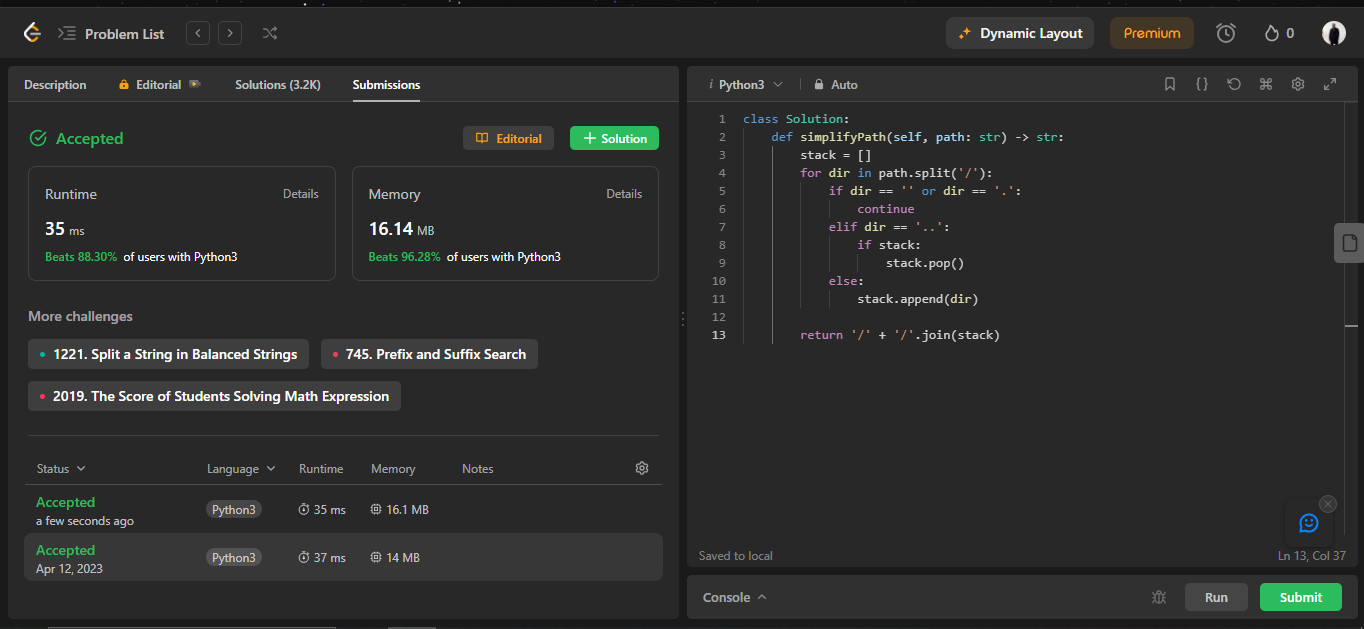 Problem List
Dynamic Layout
Premium
0
Description
Editorial
Solutions (3.2K)
Submissions
Accepted
Editorial
Solution
Runtime
Details
35 ms
Beats 88.30% of users with Python3
Memory
Details
16.14 MB
Beats 96.28% of users with Python3
More challenges
1221. Split a String in Balanced Strings
745. Prefix and Suffix Search
2019. The Score of Students Solving Math Expression
Status Language Runtime Memory Notes
Accepted
a few seconds ago
Python3 35 ms 16.1 MB
Accepted
Apr 12, 2023
Python3 37 ms 14 MB
i Python3
Auto
{}
1 class Solution:
2 def simplifyPath(self, path: str) -> str:
3 stack = []
4 for dir in path.split('/'):
5 if dir == '' or dir == '.':
6 continue
7 elif dir == '..':
8 if stack:
9 stack.pop()
10 else:
11 stack.append(dir)
12
13 return '/' + '/'.join(stack)
Saved to local
Ln 13, Col 37
Console
Run
Submit